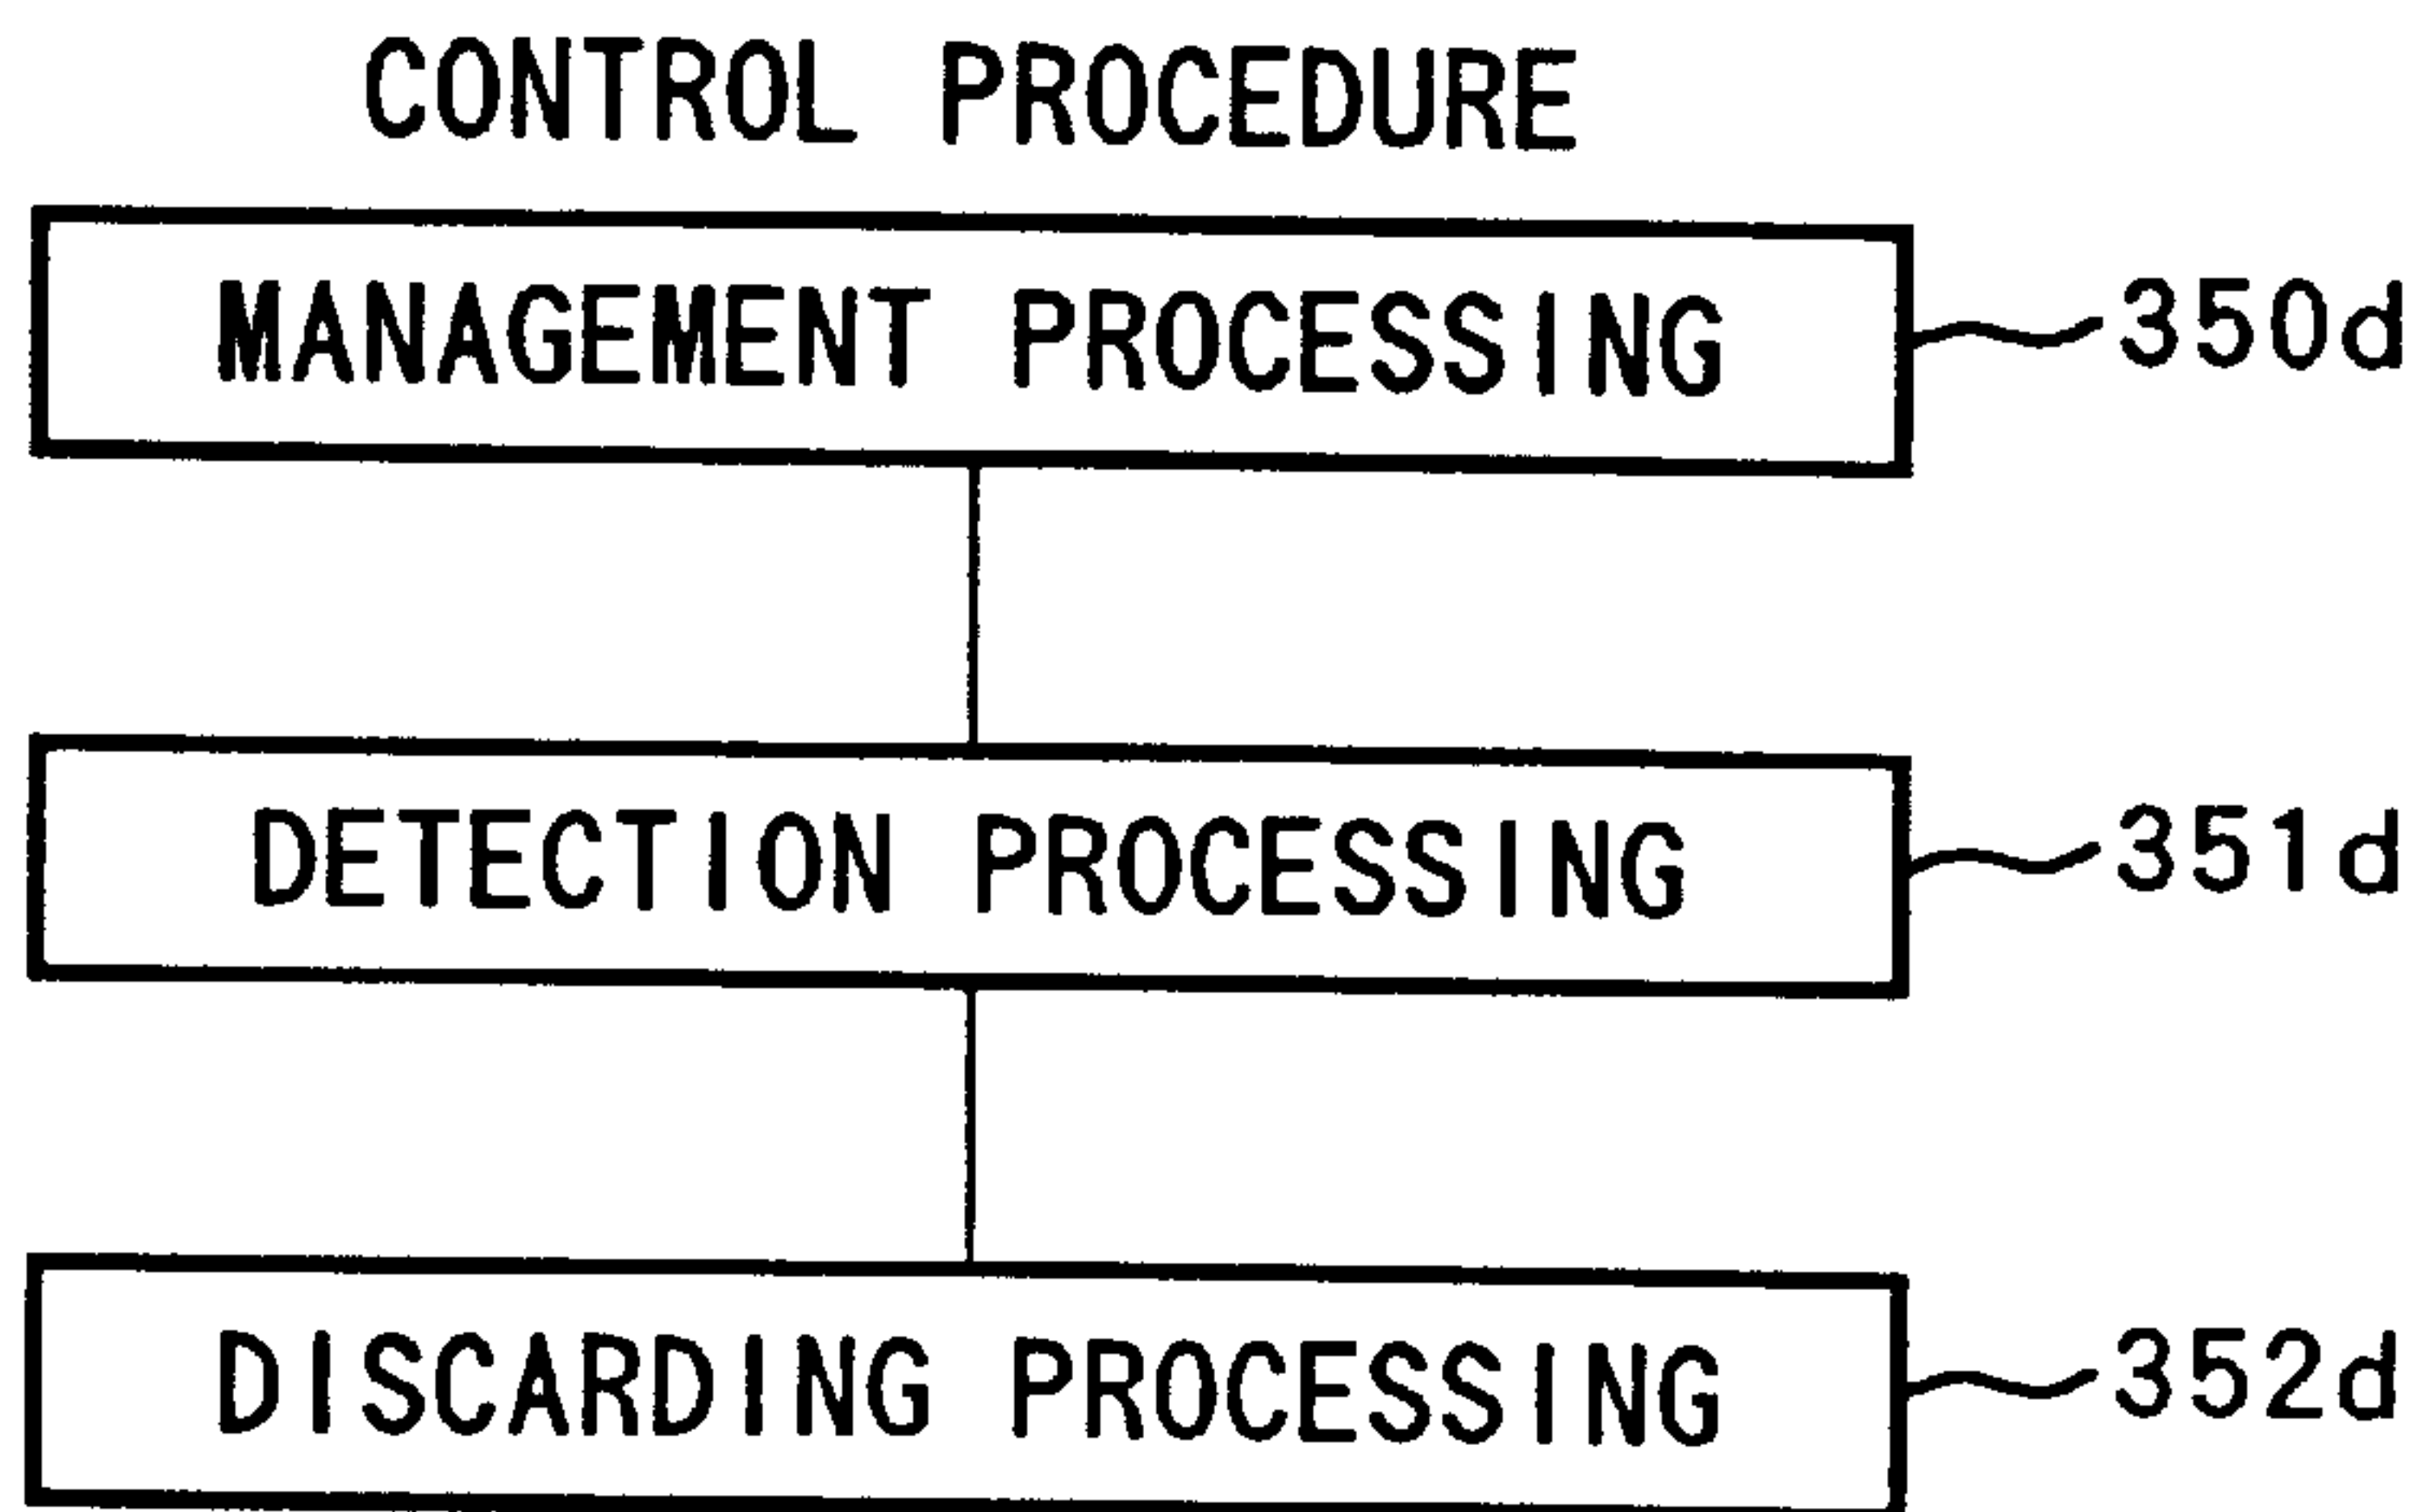 CONTROL PROCEDURE
MANAGEMENT PROCESSING
350d
DETECTION PROCESSING
351d
DISCARDING PROCESSING
352d